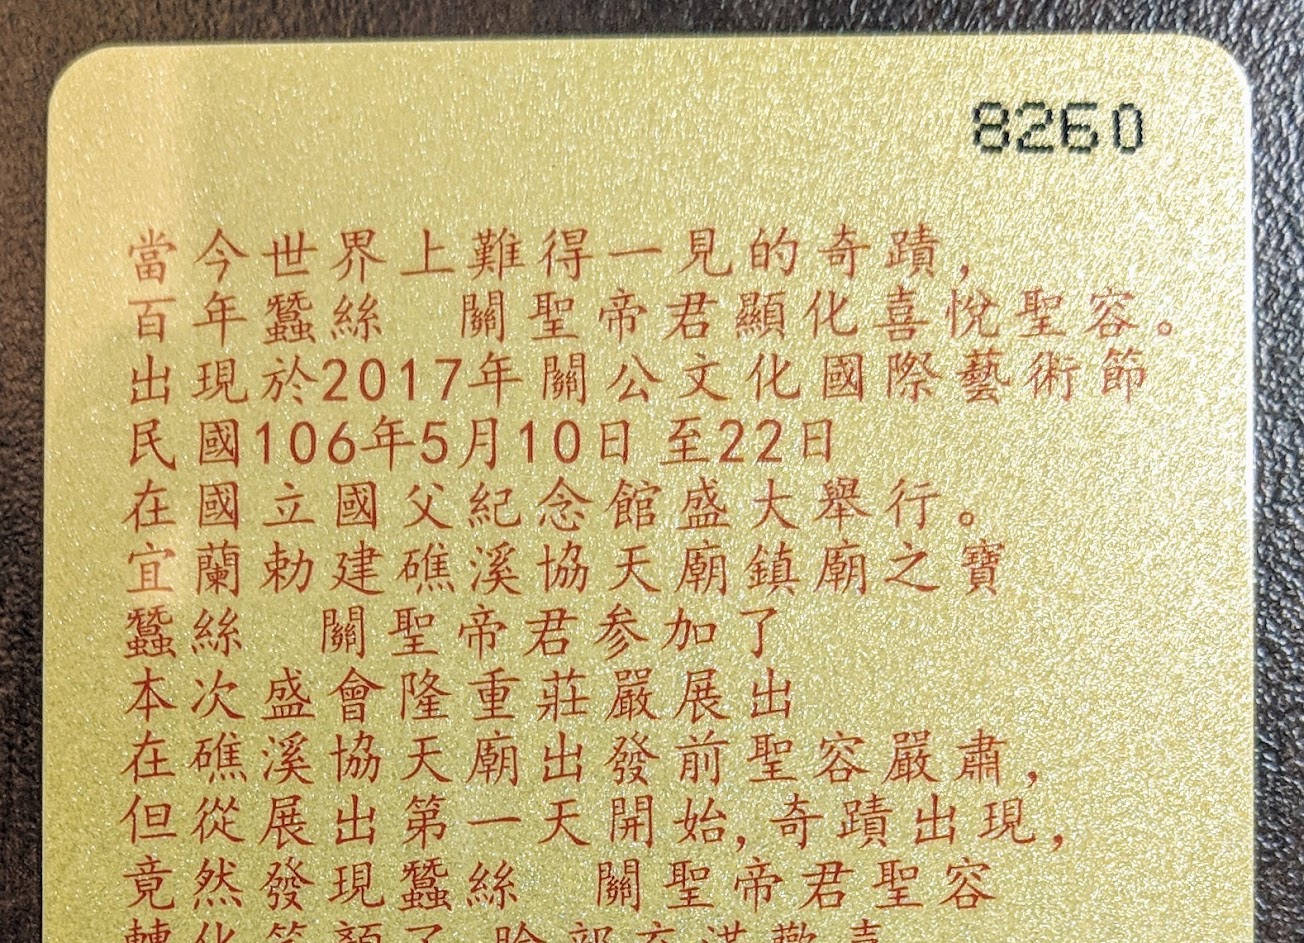 8260
當今世界上難得一見的奇蹟，
百年蠶絲　關聖帝君顯化喜悅聖容。
出現於2017年關公文化國際藝術節
民國106年5月10日至22日
在國立國父紀念館盛大舉行。
宜蘭勅建礁溪協天廟鎮廟之寶
蠶絲　關聖帝君参加了
本次盛會隆重莊嚴展出
在礁溪協天廟出發前聖容嚴肅，
但從展出第一天開始，奇蹟出現，
竟然發現蠶絲　關聖帝君聖容